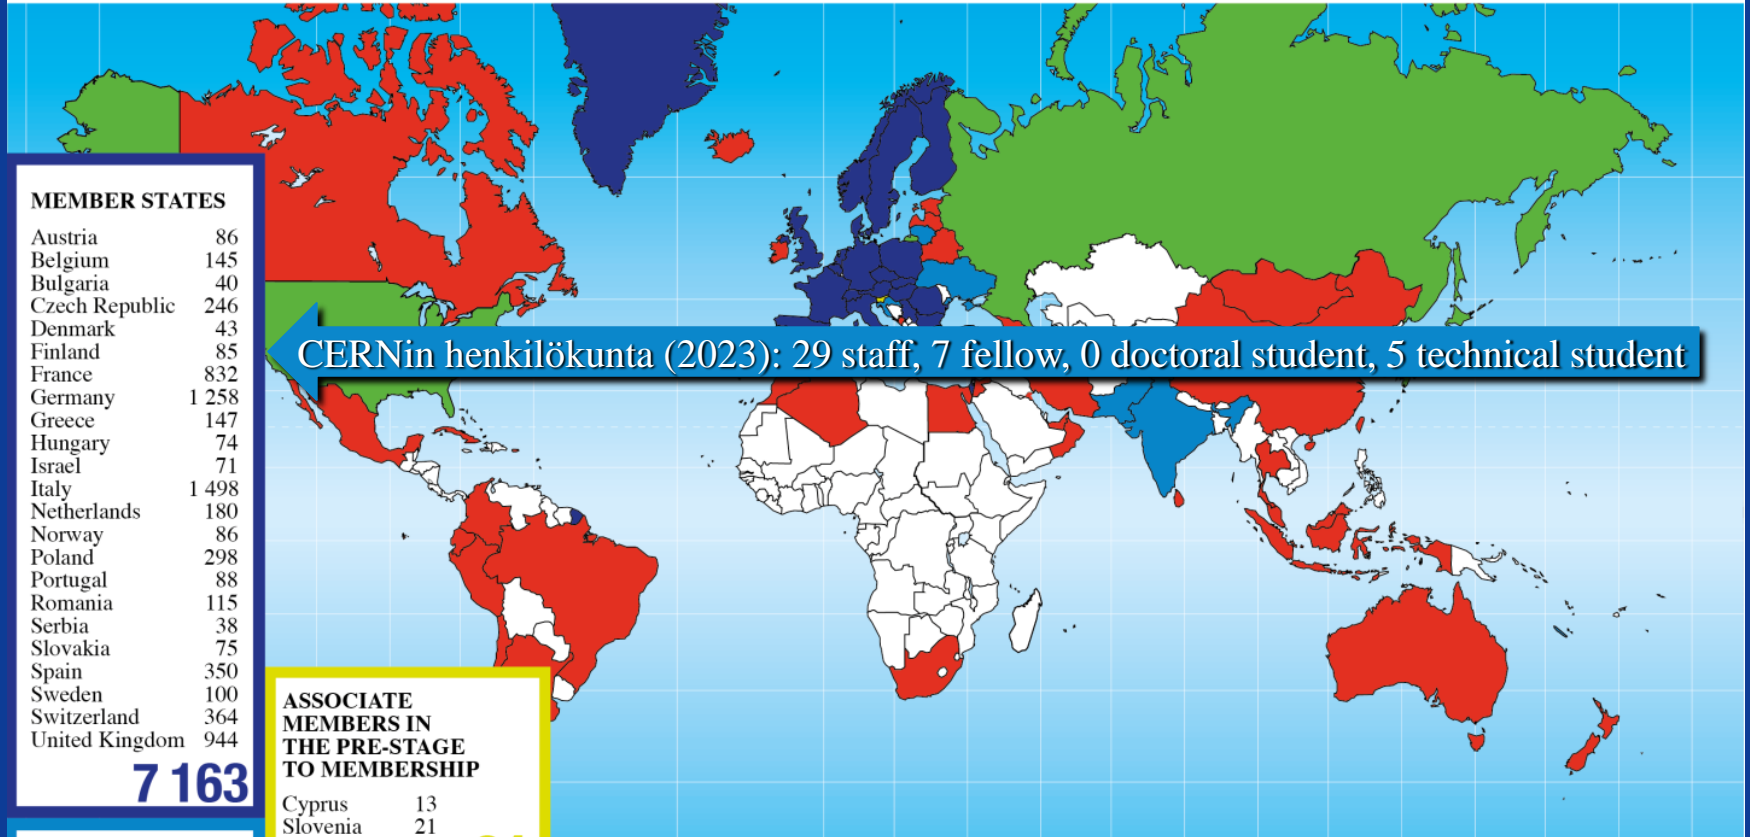 MEMBER STATES
Austria 86
Belgium 145
Bulgaria 40
Czech Republic 246
Denmark 43
Finland 85
France 832
Germany 1 258
Greece 147
Hungary 74
Israel 71
Italy 1 498
Netherlands 180
Norway 86
Poland 298
Portugal 88
Romania 115
Serbia 38
Slovakia 75
Spain 350
Sweden 100
Switzerland 364
United Kingdom 944
7 163
CERNin henkilökunta (2023): 29 staff, 7 fellow, 0 doctoral student, 5 technical student
ASSOCIATE
MEMBERS IN
THE PRE-STAGE
TO MEMBERSHIP
Cyprus 13
Slovenia 21